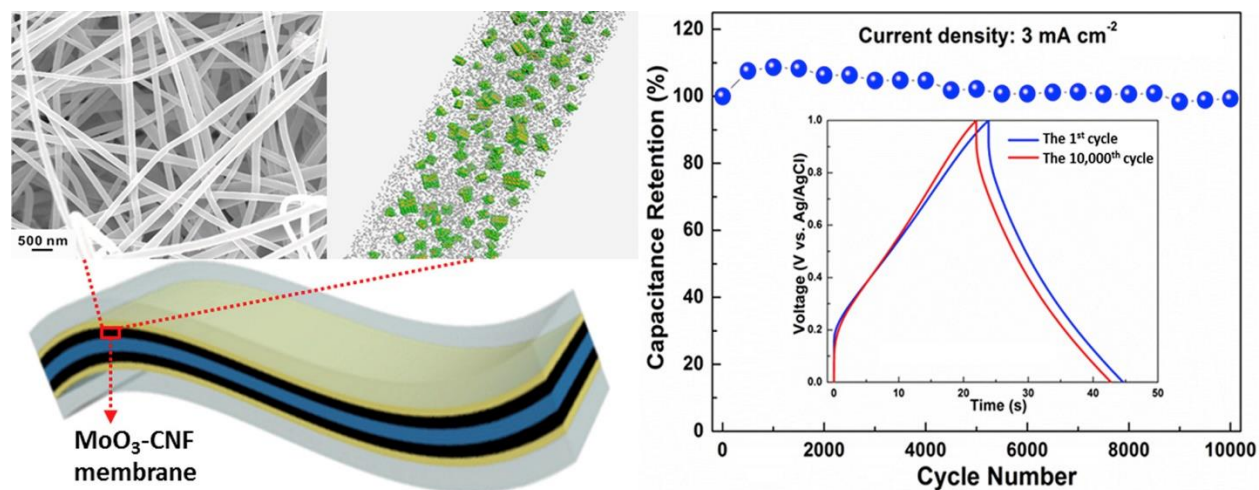 500 nm
MoO₃-CNF
membrane
Capacitance Retention (%)
120
100
80
60
40
20
0
Current density: 3 mA cm⁻²
Voltage (V vs. Ag/AgCl)
1.0
0.8
0.6
0.4
0.2
0.0
The 1ˢᵗ cycle
The 10,000ᵗʰ cycle
0 10 20 30 40 50
Time (s)
0 2000 4000 6000 8000 10000
Cycle Number